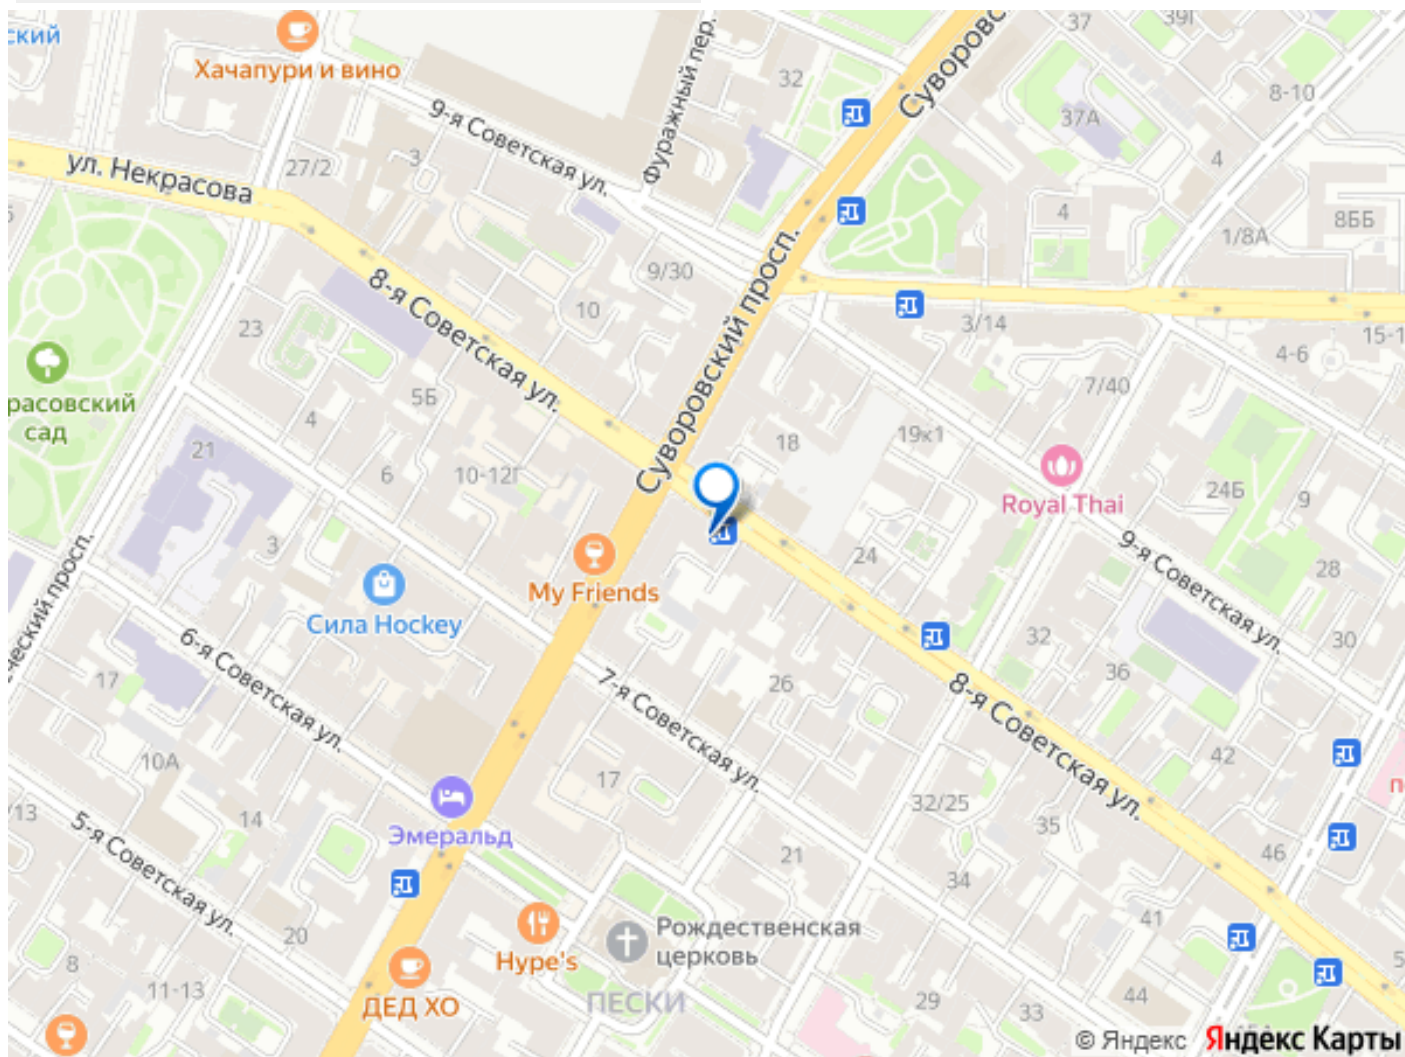 ский
Хачапури и вино
9-я Советская ул.
Фуражный пер.
32
Суворовс
37
39Г
8-10
37А
4
ул. Некрасова
27/2
3
4
8ББ
1/8А
9/30
Суворовский просп.
8-я Советская ул.
10
23
3/14
15-1
4-6
7/40
расовский
сад
5Б
4
21
6
10-12Г
18
19к1
Royal Thai
24Б
9
9-я Советская ул.
24
28
3
My Friends
Сила Hockey
ческий просп.
6-я Советская ул.
17
32
30
36
7-я Советская ул.
26
8-я Советская ул.
42
10А
17
32/25
35
п
/13
14
Эмеральд
5-я Советская ул.
21
46
34
41
20
Hype's
Рождественская
церковь
5
8
11-13
ДЕД ХО
ПЕСКИ
29
33
44
© Яндекс
Яндекс Карты